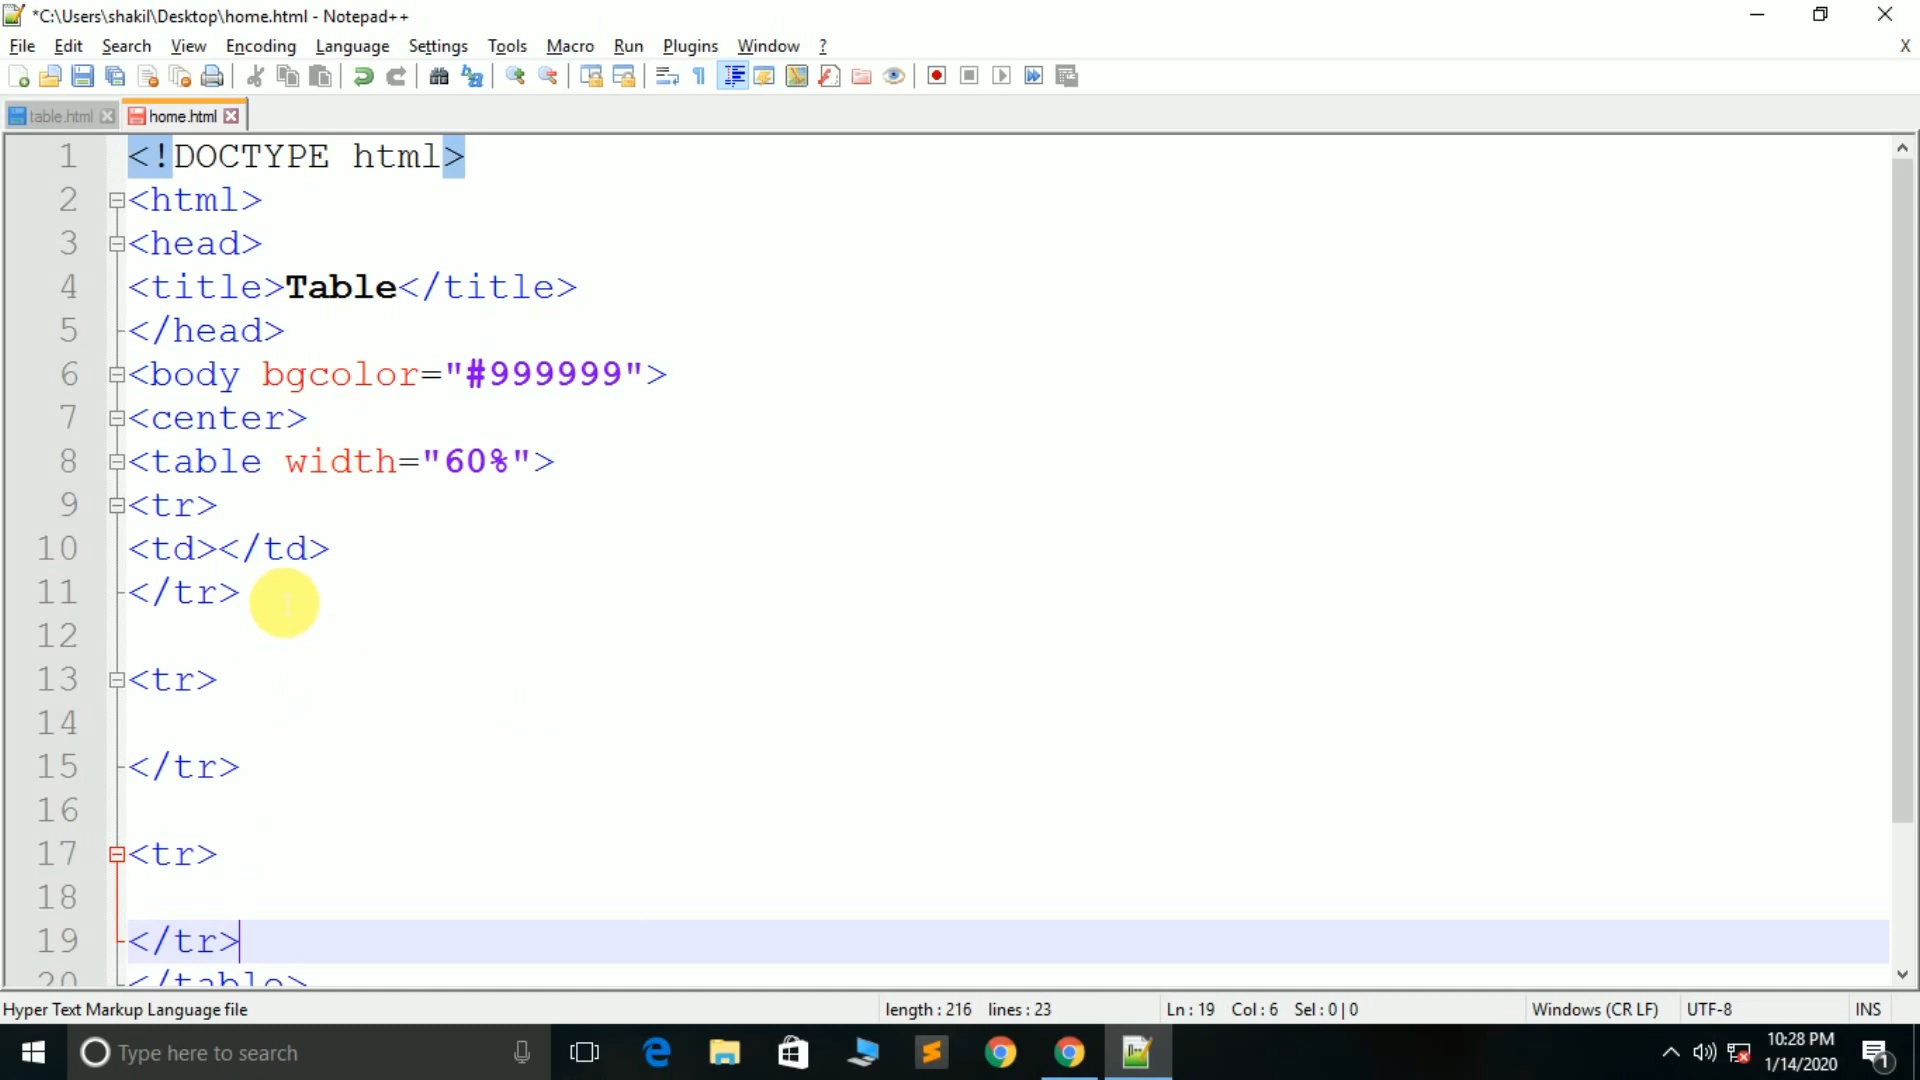 *C:\Users\shakil\Desktop\home.html - Notepad++
File Edit Search View Encoding Language Settings Tools Macro Run Plugins Window ? X
table.html home.html
1 <!DOCTYPE html>
2 <html>
3 <head>
4 <title>Table</title>
5 </head>
6 <body bgcolor="#999999">
7 <center>
8 <table width="60%">
9 <tr>
10 <td></td>
11 </tr>
12
13 <tr>
14
15 </tr>
16
17 <tr>
18
19 </tr>
20 </table>
Hyper Text Markup Language file length : 216 lines : 23 Ln : 19 Col : 6 Sel : 0 | 0 Windows (CR LF) UTF-8 INS
Type here to search 10:28 PM
1/14/2020 1